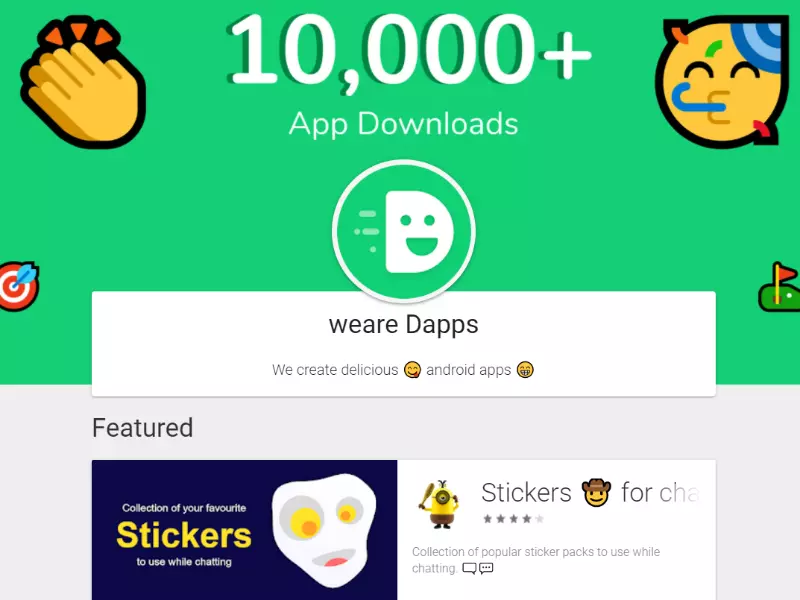 10,000+
App Downloads
weare Dapps
We create delicious 😋 android apps 😁
Featured
Collection of your favourite
Stickers
to use while chatting
Stickers 🤠 for cha
Collection of popular sticker packs to use while
chatting. 🗨💬